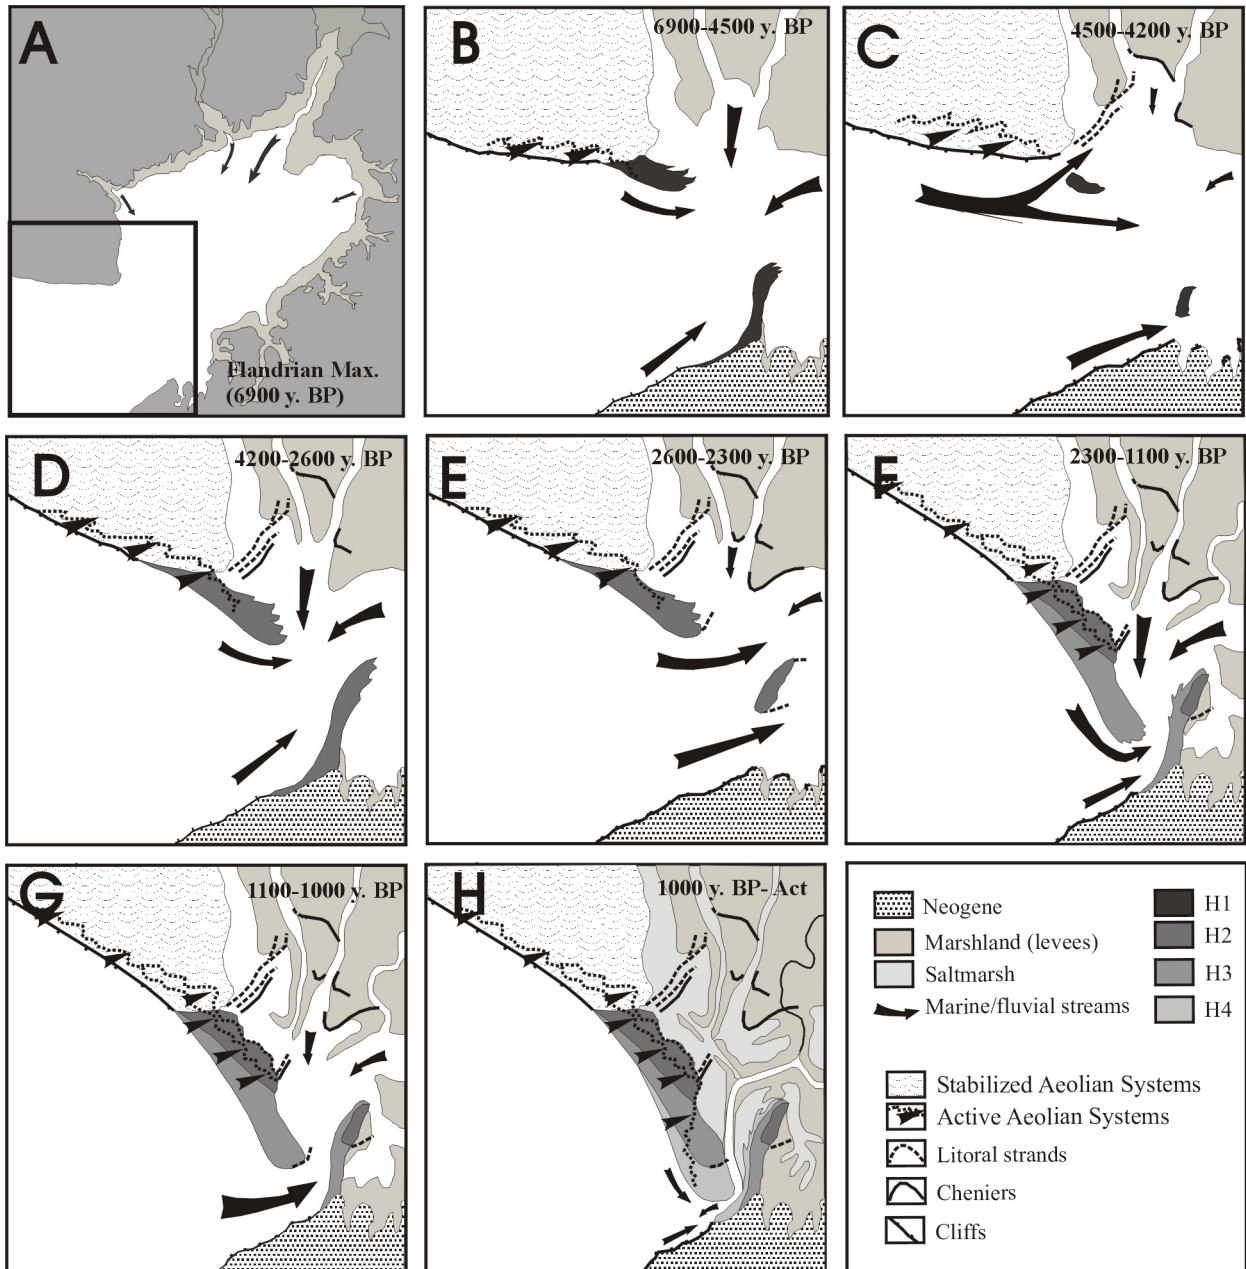 A
Flandrian Max.
(6900 y. BP)
B
6900-4500 y. BP
C
4500-4200 y. BP
D
4200-2600 y. BP
E
2600-2300 y. BP
F
2300-1100 y. BP
G
1100-1000 y. BP
H
1000 y. BP- Act
Neogene
Marshland (levees)
Saltmarsh
Marine/fluvial streams
H1
H2
H3
H4
Stabilized Aeolian Systems
Active Aeolian Systems
Litoral strands
Cheniers
Cliffs